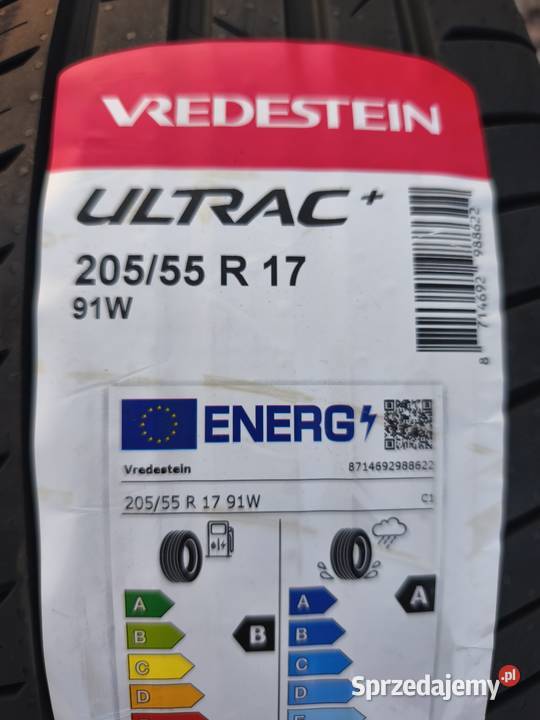 VREDESTEIN
ULTRAC+
205/55 R 17
91W
8 714692 988622
ENERG
Vredestein 8714692988622
205/55 R 17 91W C1
A A
B B
C
D
A
B
C
D
Sprzedajemy.pl